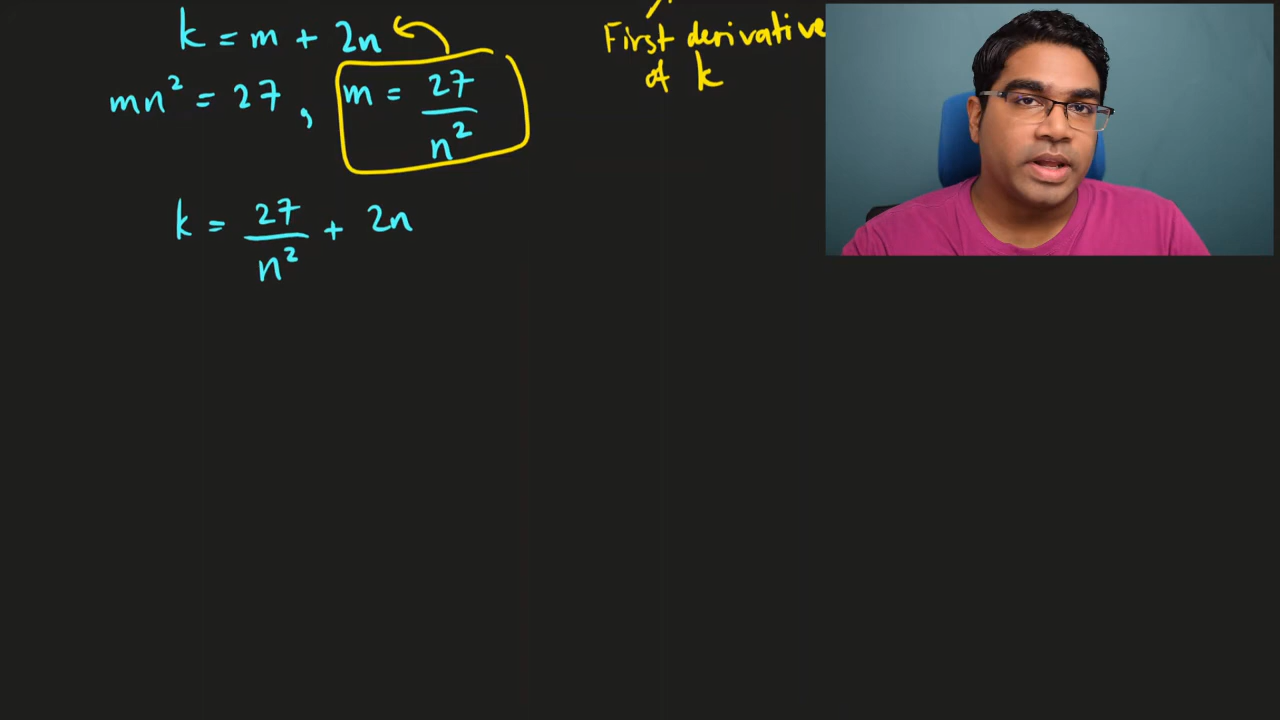 k = m + 2n
mn² = 27 , m = 27/n²
k = 27/n² + 2n
First derivative
of k